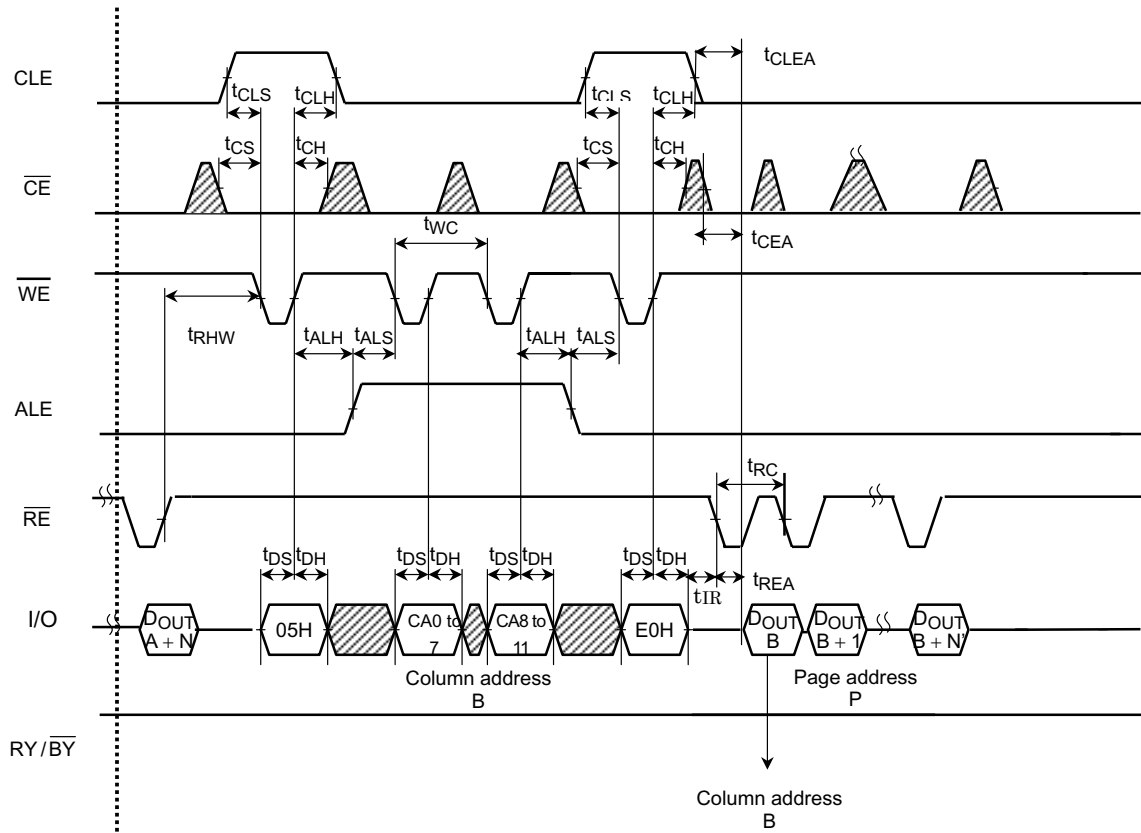 CLE
tCLS
tCLH
tCLS
tCLH
tCLEA
CE
tCS
tCH
tCS
tCH
tCEA
WE
tWC
tRHW
tALH
tALS
tALH
tALS
ALE
RE
tRC
tDS
tDH
tDS
tDH
tDS
tDH
tDS
tDH
tIR
tREA
I/O
DOUT
A + N
05H
CA0 to
7
CA8 to
11
E0H
DOUT
B
DOUT
B + 1
DOUT
B + N'
Column address
B
Page address
P
RY/BY
Column address
B